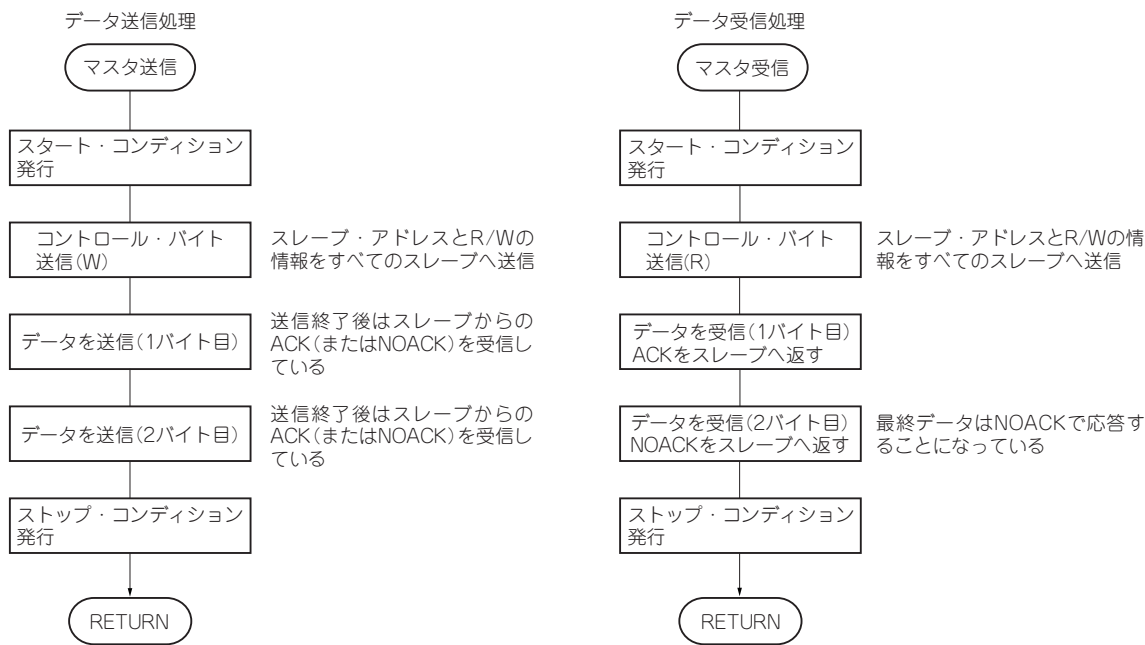 データ送信処理
マスタ送信
スタート・コンディション
発行
コントロール・バイト
送信(W)
スレーブ・アドレスとR/Wの
情報をすべてのスレーブへ送信
データを送信(1バイト目)
送信終了後はスレーブからの
ACK(またはNOACK)を受信し
ている
データを送信(2バイト目)
送信終了後はスレーブからの
ACK(またはNOACK)を受信し
ている
ストップ・コンディション
発行
RETURN
データ受信処理
マスタ受信
スタート・コンディション
発行
コントロール・バイト
送信(R)
スレーブ・アドレスとR/Wの情
報をすべてのスレーブへ送信
データを受信(1バイト目)
ACKをスレーブへ返す
データを受信(2バイト目)
NOACKをスレーブへ返す
最終データはNOACKで応答す
ることになっている
ストップ・コンディション
発行
RETURN